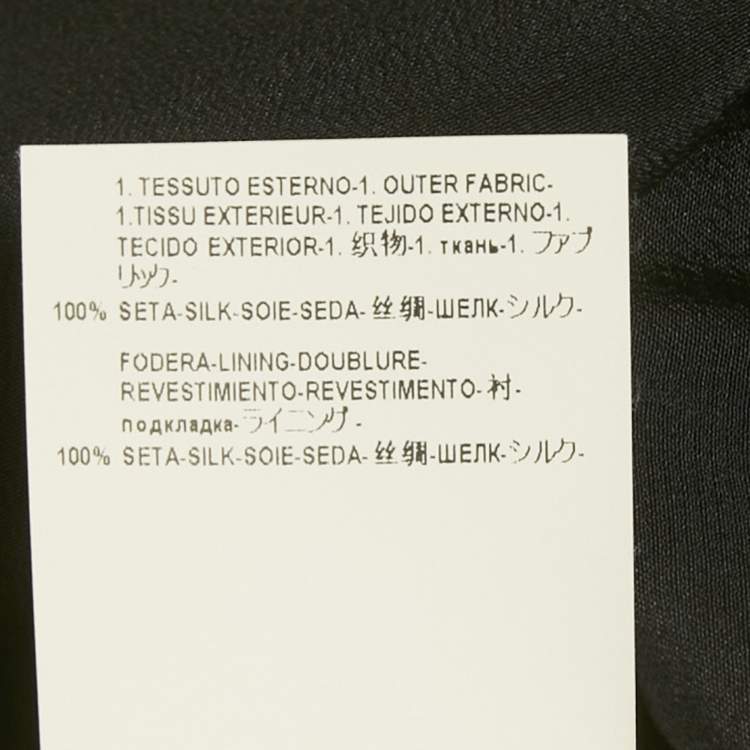 1. TESSUTO ESTERNO-1. OUTER FABRIC-
1.TISSU EXTERIEUR-1. TEJIDO EXTERNO-1.
TECIDO EXTERIOR-1. 织物-1. ткань-1. ファブ
リック-
100% SETA-SILK-SOIE-SEDA-丝绸-ШЕЛК-シルク-
FODERA-LINING-DOUBLURE-
REVESTIMIENTO-REVESTIMENTO-衬-
подкладка-ライニング-
100% SETA-SILK-SOIE-SEDA-丝绸-ШЕЛК-シルク-